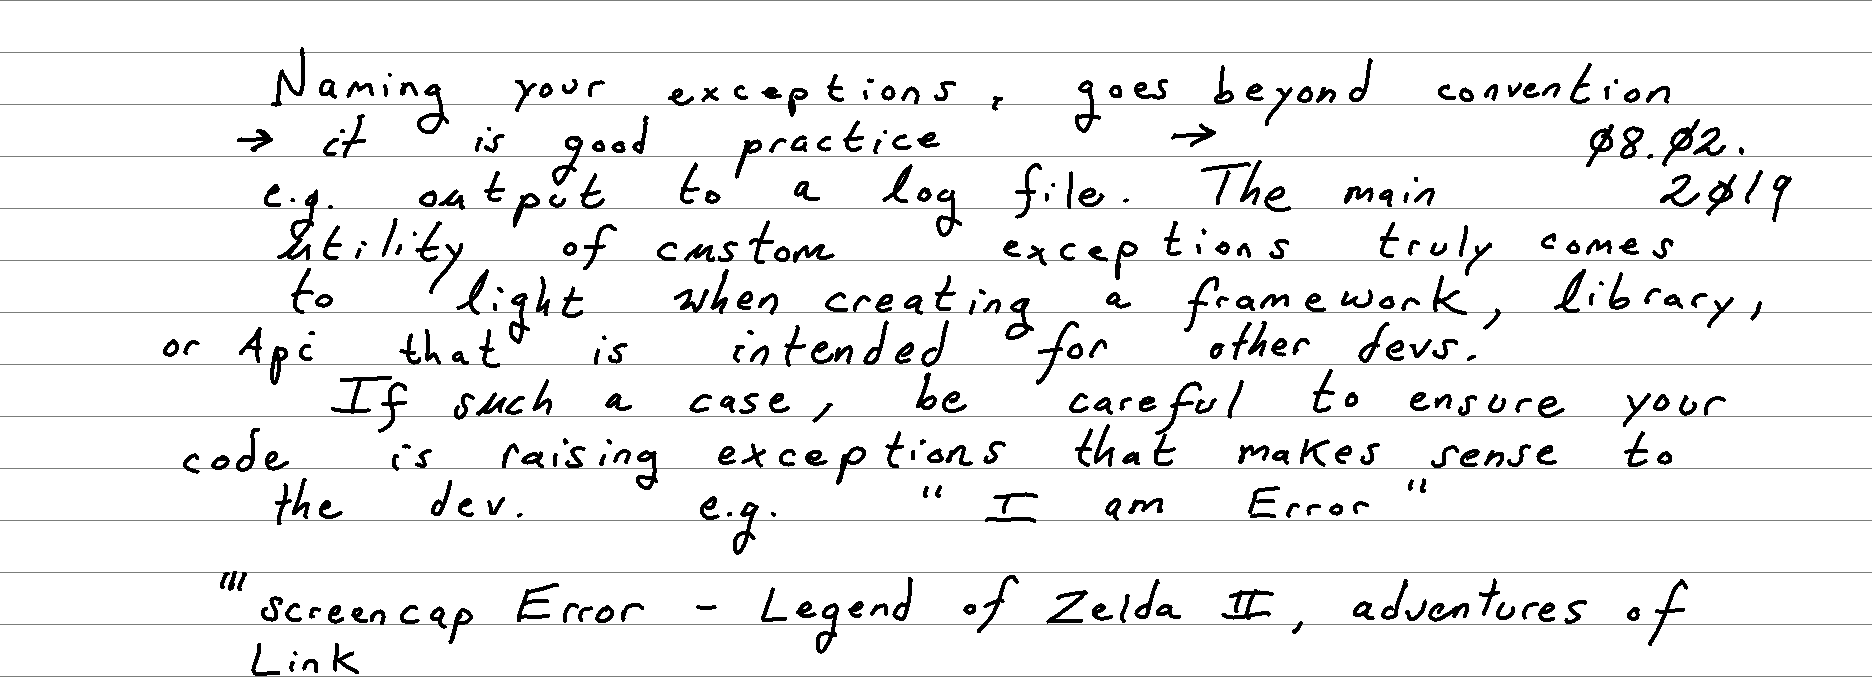 Naming your exceptions, goes beyond convention
→ it is good practice → 08.02.
e.g. output to a log file. The main 2019
utility of custom exceptions truly comes
to light when creating a framework, library,
or Api that is intended for other devs.
If such a case, be careful to ensure your
code is raising exceptions that makes sense to
the dev. e.g. "I am Error"
"""screencap Error - Legend of Zelda II, adventures of
Link